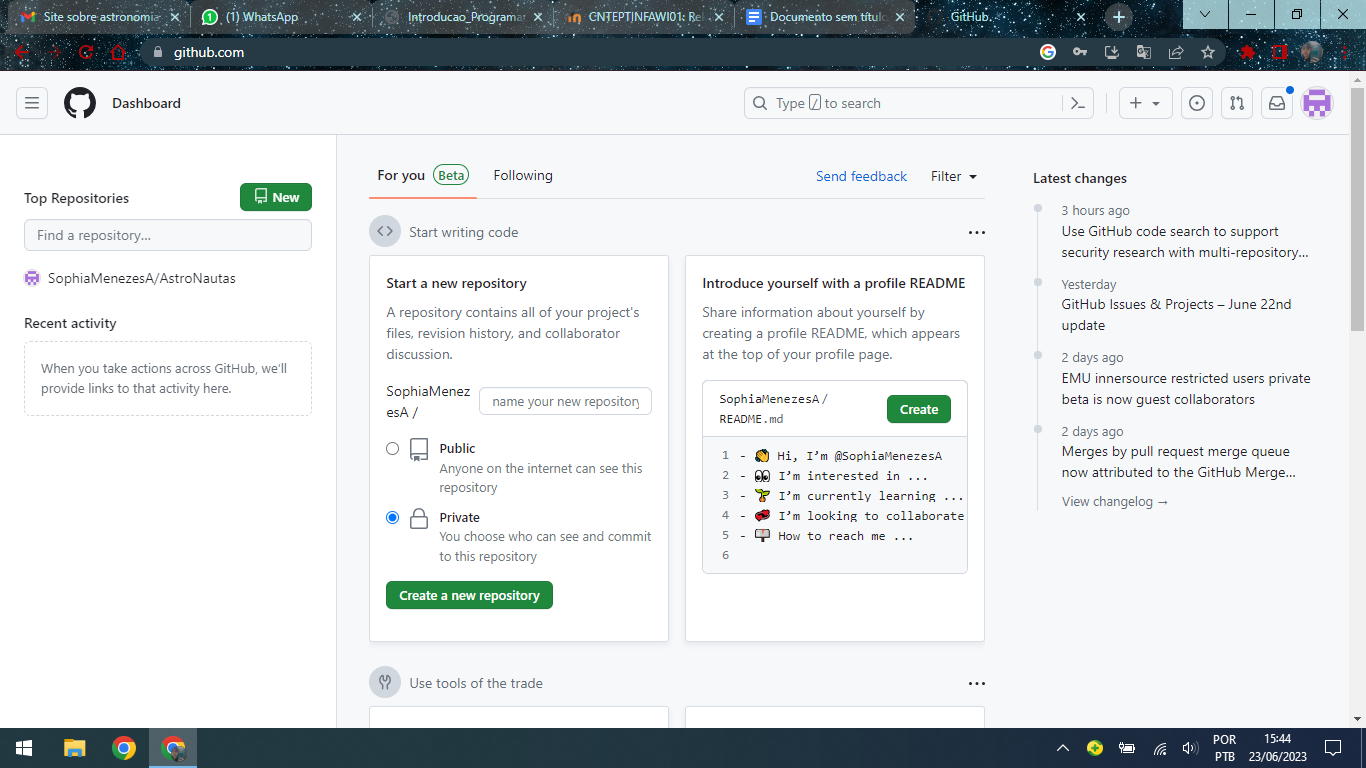 Site sobre astronomia
(1) WhatsApp
Introducao_Programa
CNTEPTINFAWI01: Rel
Documento sem título
GitHub
github.com
Dashboard
Type / to search
Top Repositories
New
Find a repository...
SophiaMenezesA/AstroNautas
Recent activity
When you take actions across GitHub, we'll
provide links to that activity here.
For you Beta
Following
Send feedback
Filter
Start writing code
Start a new repository
A repository contains all of your project's
files, revision history, and collaborator
discussion.
SophiaMenez
esA /
name your new repository
Public
Anyone on the internet can see this
repository
Private
You choose who can see and commit
to this repository
Create a new repository
Introduce yourself with a profile README
Share information about yourself by
creating a profile README, which appears
at the top of your profile page.
SophiaMenezesA /
README.md
Create
1 - 👋 Hi, I’m @SophiaMenezesA
2 - 👀 I’m interested in ...
3 - 🌱 I’m currently learning ...
4 - 💞️ I’m looking to collaborate
5 - 📫 How to reach me ...
6
Use tools of the trade
Latest changes
3 hours ago
Use GitHub code search to support
security research with multi-repository...
Yesterday
GitHub Issues & Projects – June 22nd
update
2 days ago
EMU innersource restricted users private
beta is now guest collaborators
2 days ago
Merges by pull request merge queue
now attributed to the GitHub Merge...
View changelog →
POR
PTB
15:44
23/06/2023